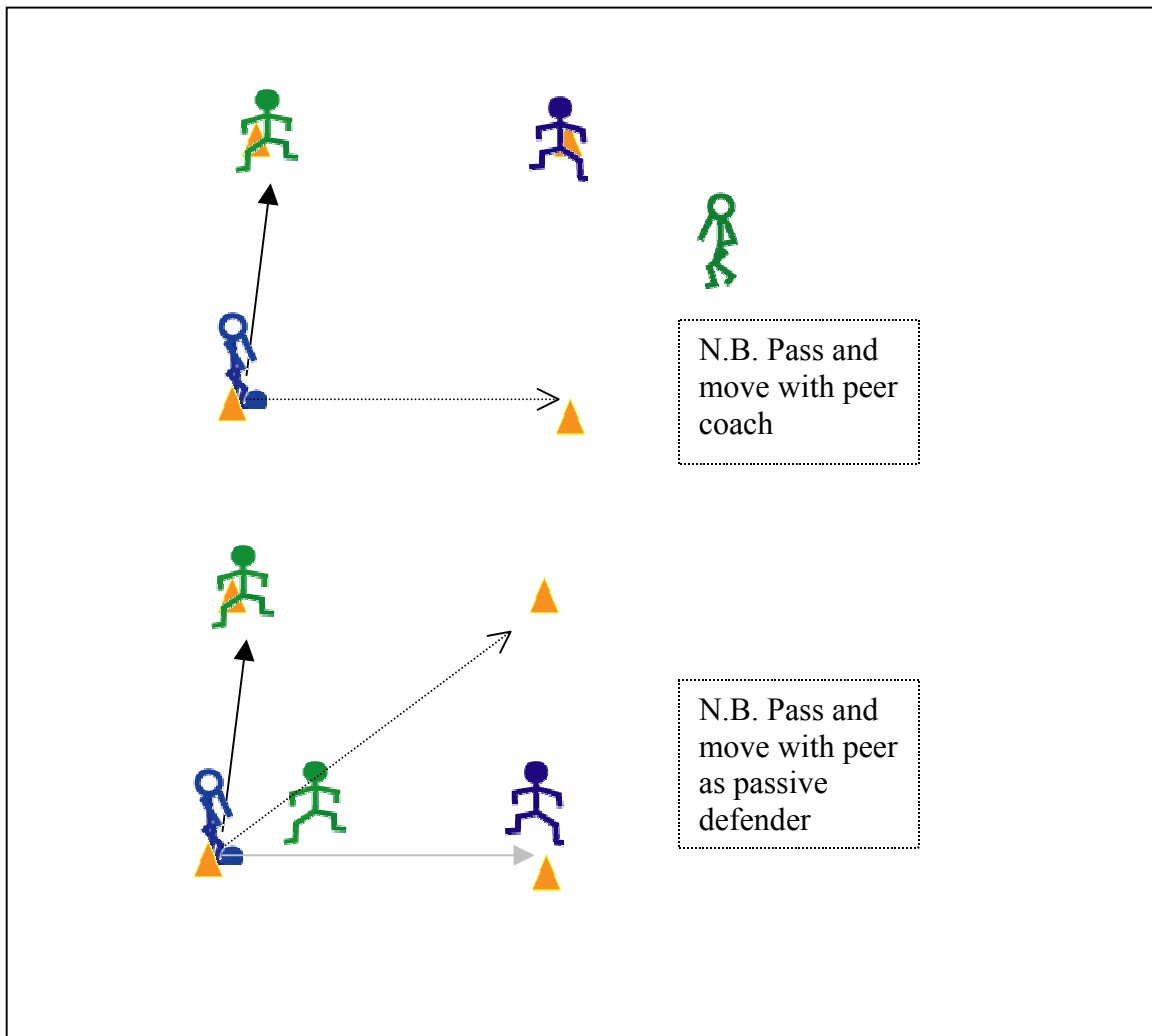 N.B. Pass and
move with peer
coach
N.B. Pass and
move with peer
as passive
defender